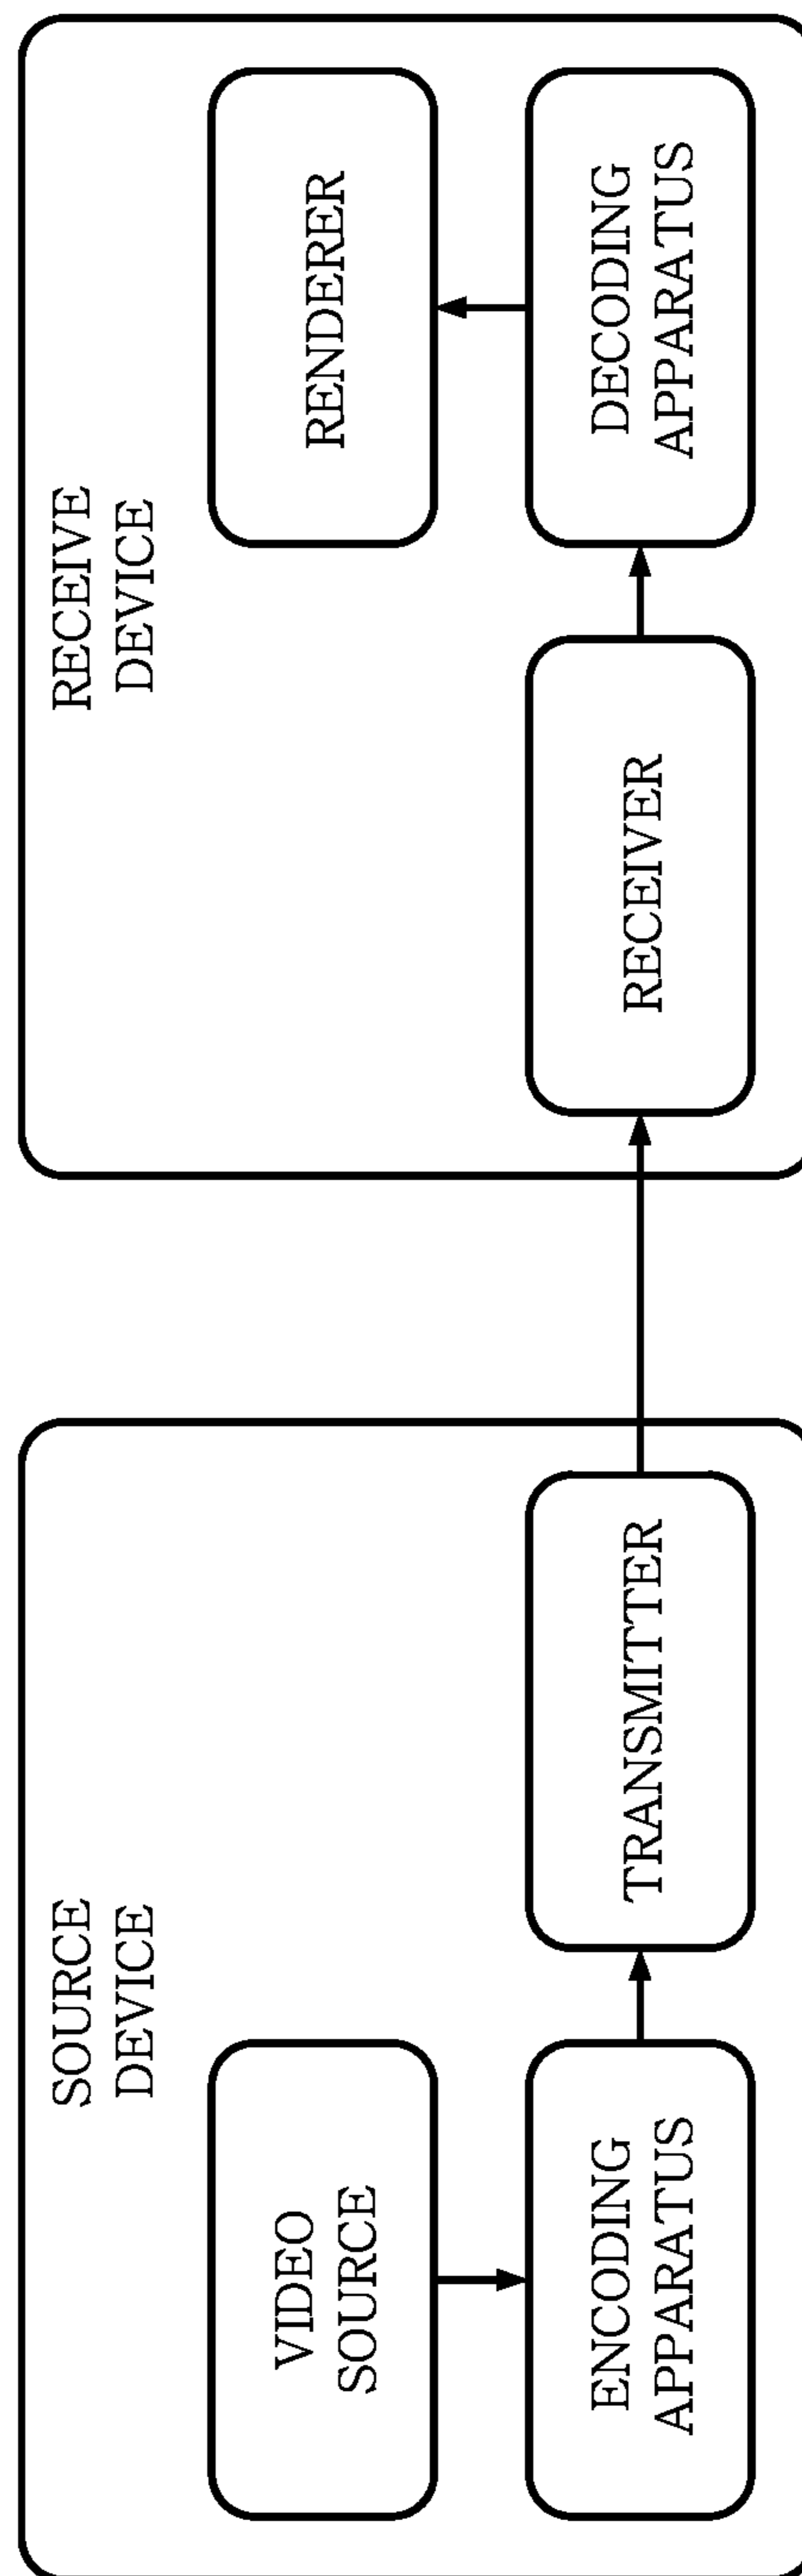 SOURCE
DEVICE
VIDEO
SOURCE
ENCODING
APPARATUS
TRANSMITTER
RECEIVE
DEVICE
RECEIVER
RENDERER
DECODING
APPARATUS